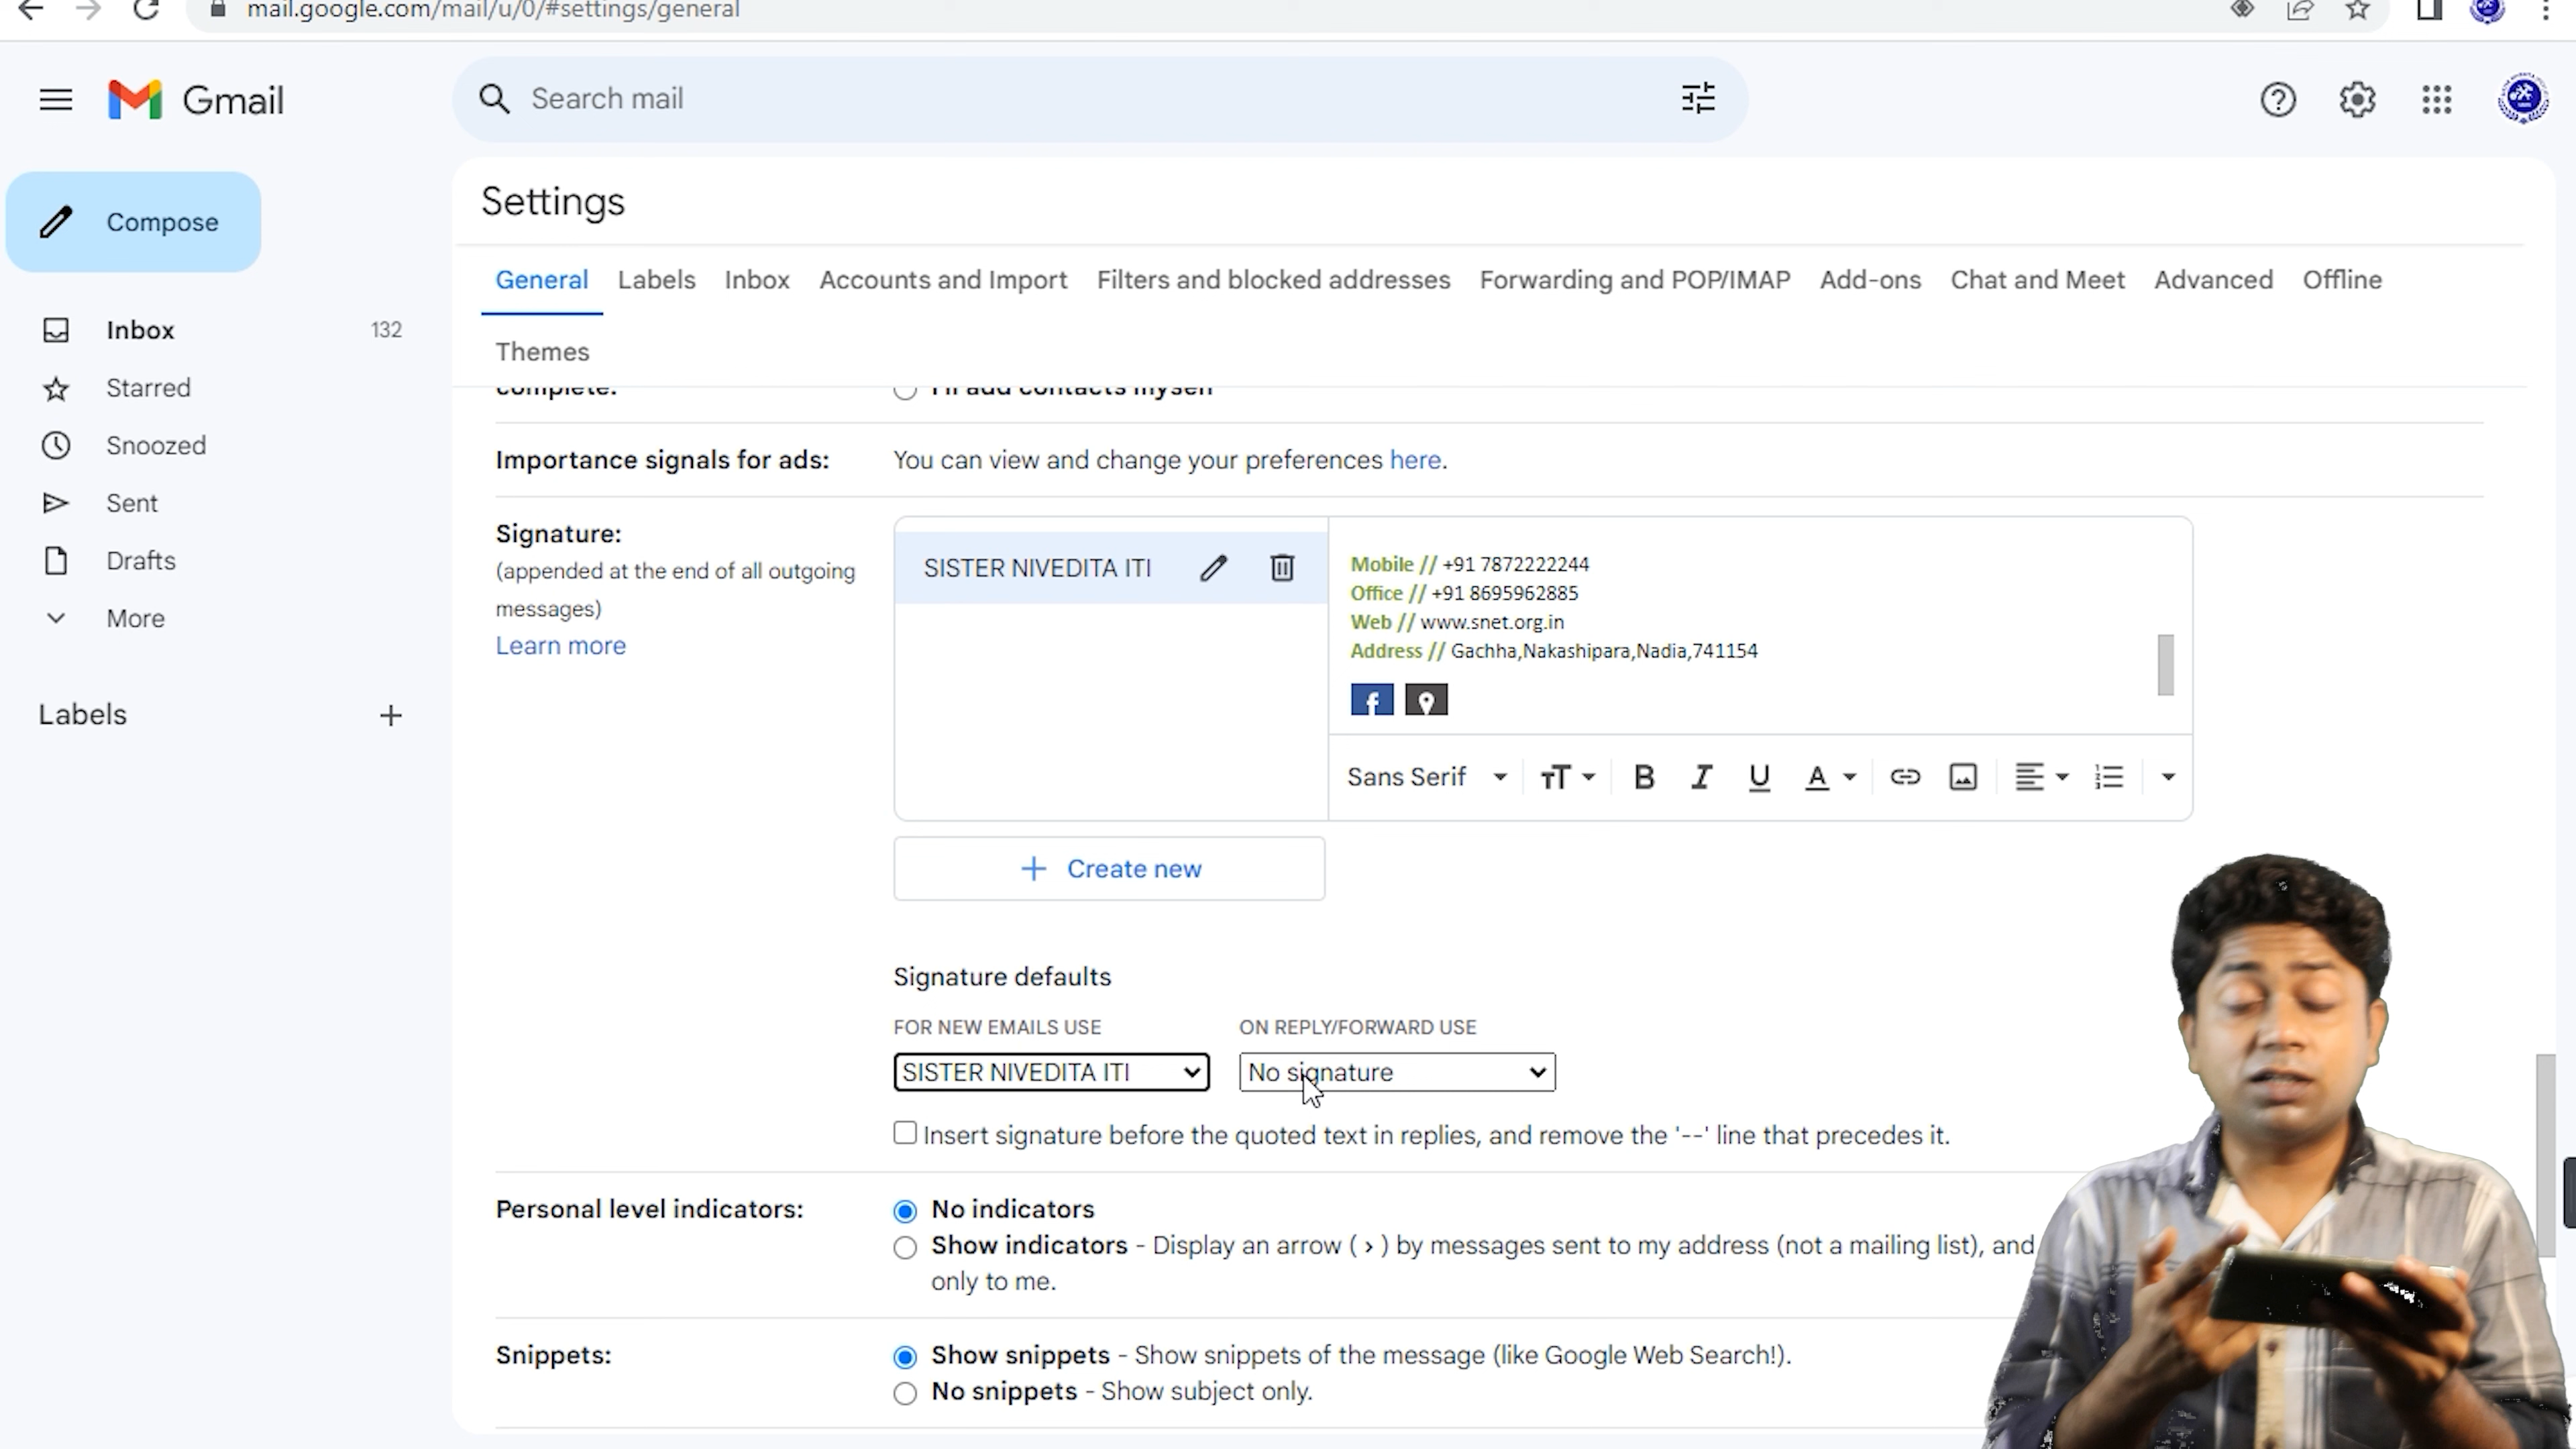 mail.google.com/mail/u/0/#settings/general
Gmail
Search mail
Compose
Inbox 132
Starred
Snoozed
Sent
Drafts
More
Labels
Settings
General Labels Inbox Accounts and Import Filters and blocked addresses Forwarding and POP/IMAP Add-ons Chat and Meet Advanced Offline
Themes
complete: I'll add contacts myself
Importance signals for ads: You can view and change your preferences here.
Signature:
(appended at the end of all outgoing
messages)
Learn more
SISTER NIVEDITA ITI
Mobile // +91 7872222244
Office // +91 8695962885
Web // www.snet.org.in
Address // Gachha,Nakashipara,Nadia,741154
Sans Serif
Create new
Signature defaults
FOR NEW EMAILS USE ON REPLY/FORWARD USE
SISTER NIVEDITA ITI No signature
Insert signature before the quoted text in replies, and remove the '--' line that precedes it.
Personal level indicators: No indicators
Show indicators - Display an arrow ( › ) by messages sent to my address (not a mailing list), and
only to me.
Snippets: Show snippets - Show snippets of the message (like Google Web Search!).
No snippets - Show subject only.